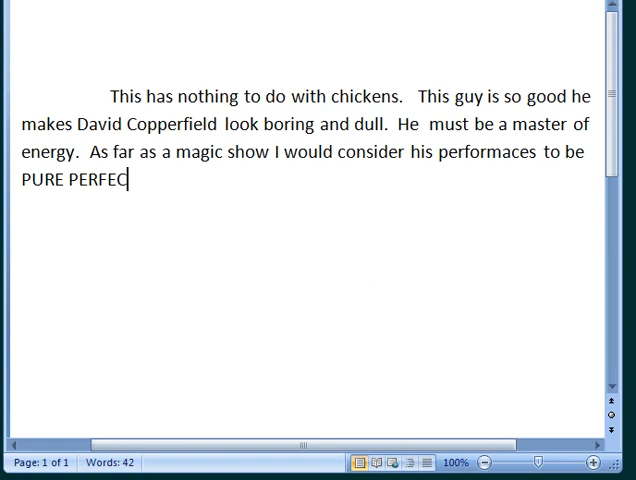 This has nothing to do with chickens.   This guy is so good he
makes David Copperfield  look boring and dull.  He  must be a master of
energy.  As far as a magic show I would consider his performaces  to be
PURE PERFEC
Page: 1 of 1    Words: 42    100%